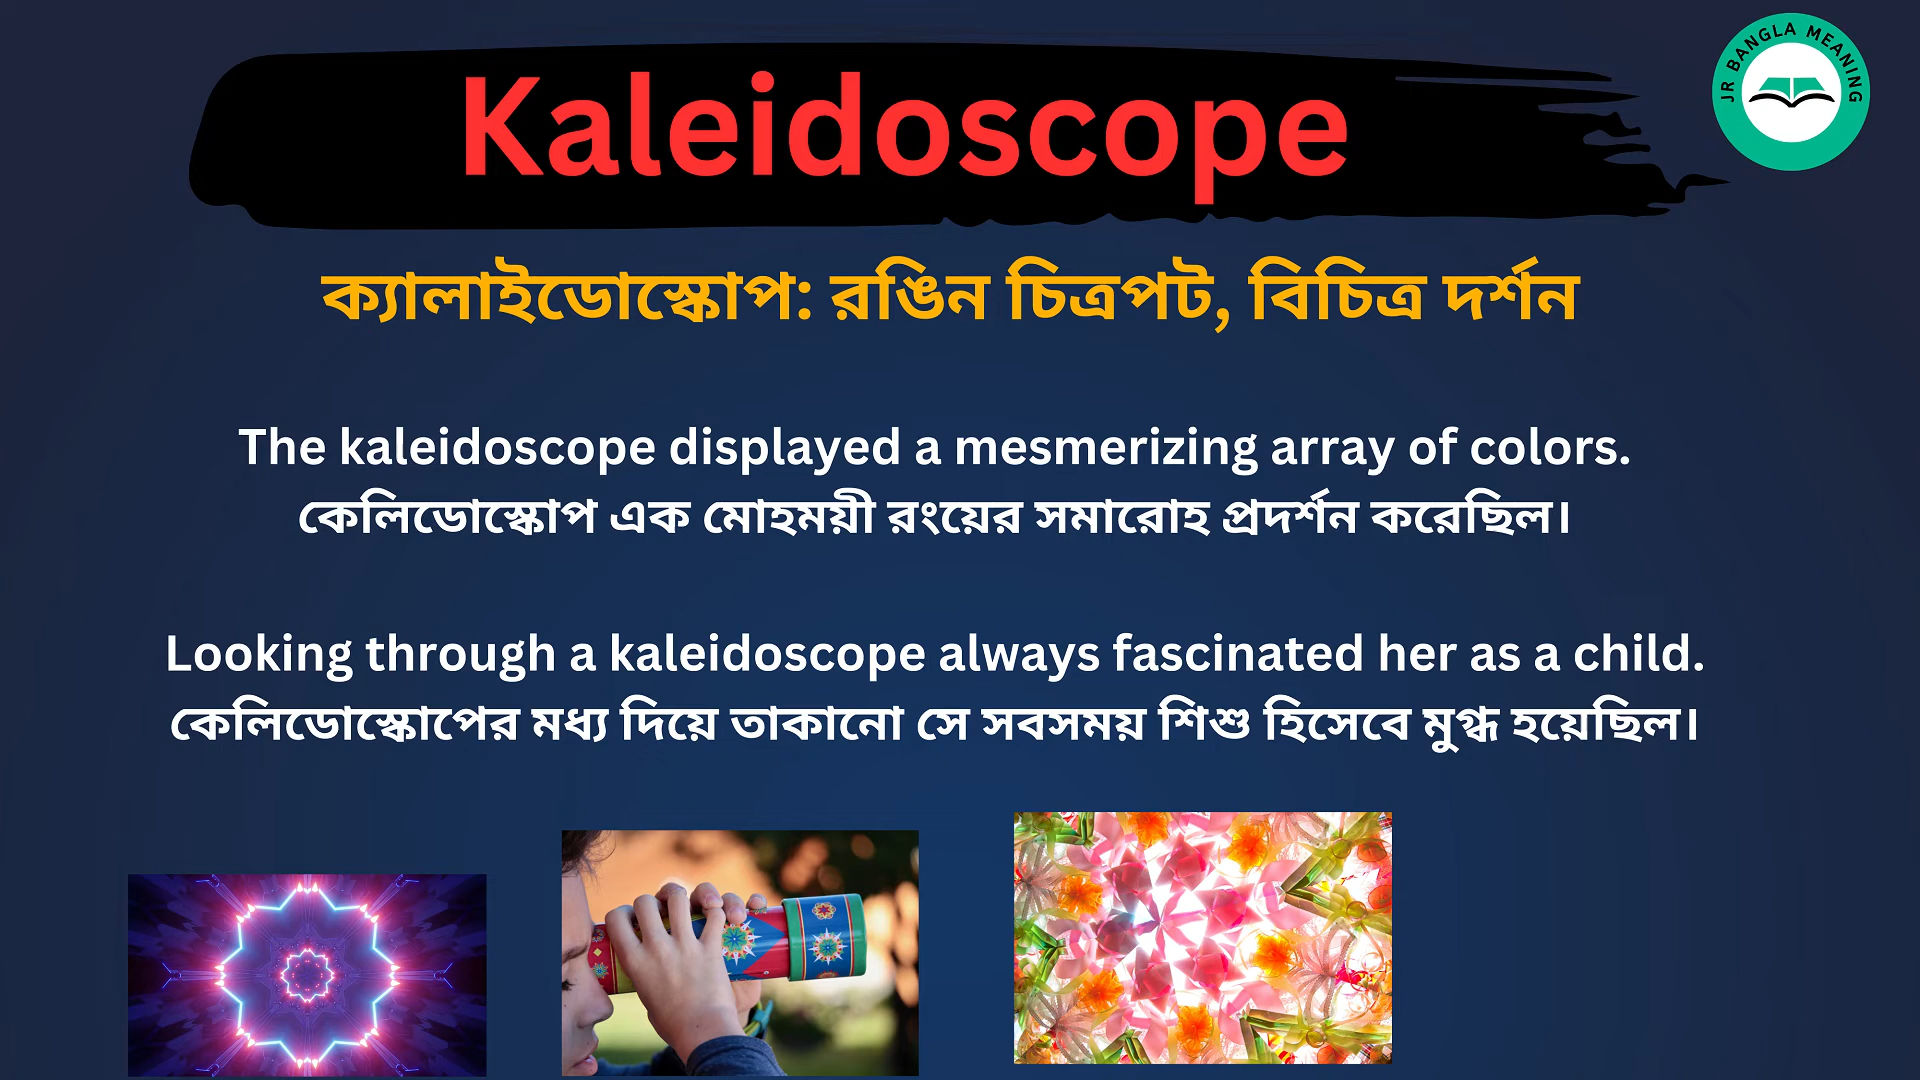 JR BANGLA MEANING
Kaleidoscope
ক্যালাইডোস্কোপ: রঙিন চিত্রপট, বিচিত্র দর্শন
The kaleidoscope displayed a mesmerizing array of colors.
কেলিডোস্কোপ এক মোহময়ী রংয়ের সমারোহ প্রদর্শন করেছিল।
Looking through a kaleidoscope always fascinated her as a child.
কেলিডোস্কোপের মধ্য দিয়ে তাকানো সে সবসময় শিশু হিসেবে মুগ্ধ হয়েছিল।